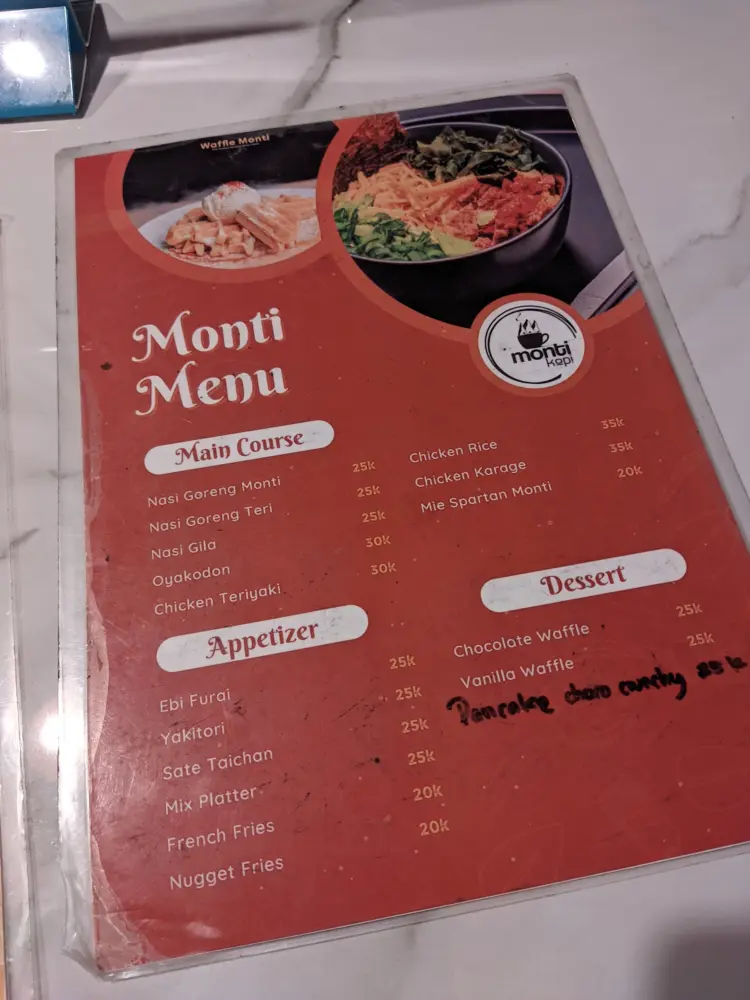 Waffle Monti
monti
kopi
Monti
Menu
Main Course
Nasi Goreng Monti 25k
Nasi Goreng Teri 25k
Nasi Gila 25k
Oyakodon 30k
Chicken Teriyaki 30k
Chicken Rice 35k
Chicken Karage 35k
Mie Spartan Monti 20k
Appetizer
Ebi Furai 25k
Yakitori 25k
Sate Taichan 25k
Mix Platter 25k
French Fries 20k
Nugget Fries 20k
Dessert
Chocolate Waffle 25k
Vanilla Waffle 25k
Pancake